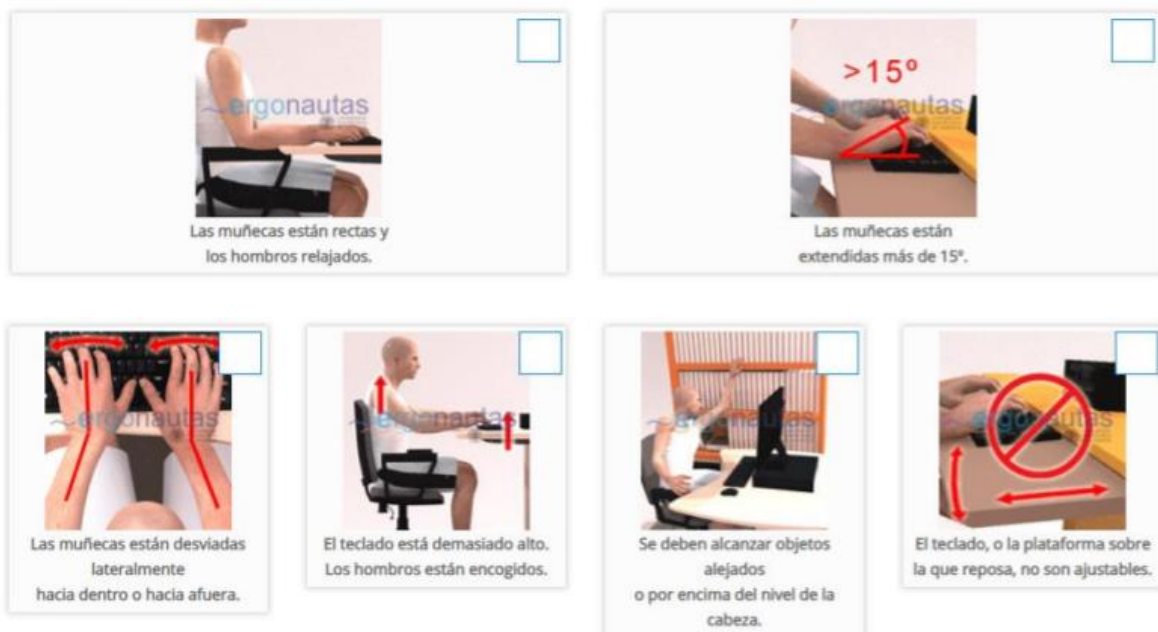 ergonautas
Las muñecas están rectas y
los hombros relajados.
>15º
ergonautas
Las muñecas están
extendidas más de 15º.
ergonautas
Las muñecas están desviadas
lateralmente
hacia dentro o hacia afuera.
ergonautas
El teclado está demasiado alto.
Los hombros están encogidos.
ergonautas
Se deben alcanzar objetos
alejados
o por encima del nivel de la
cabeza.
ergonautas
El teclado, o la plataforma sobre
la que reposa, no son ajustables.